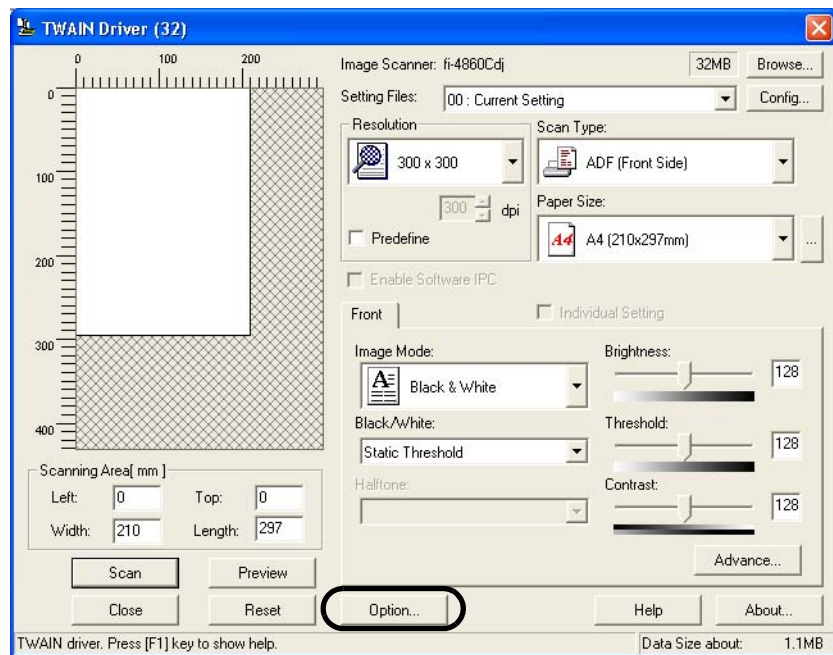 TWAIN Driver (32)
0 100 200
0
100
200
300
400
Image Scanner: fi-4860Cdj 32MB Browse...
Setting Files: 00 : Current Setting Config...
Resolution
300 x 300
300 dpi
Predefine
Scan Type:
ADF (Front Side)
Paper Size:
A4 A4 (210x297mm) ...
Enable Software IPC
Front Individual Setting
Image Mode:
A Black & White
Black/White:
Static Threshold
Halftone:
Brightness:
128
Threshold:
128
Contrast:
128
Advance...
Scanning Area[ mm ]
Left: 0 Top: 0
Width: 210 Length: 297
Scan Preview
Close Reset Option... Help About...
TWAIN driver. Press [F1] key to show help. Data Size about: 1.1MB